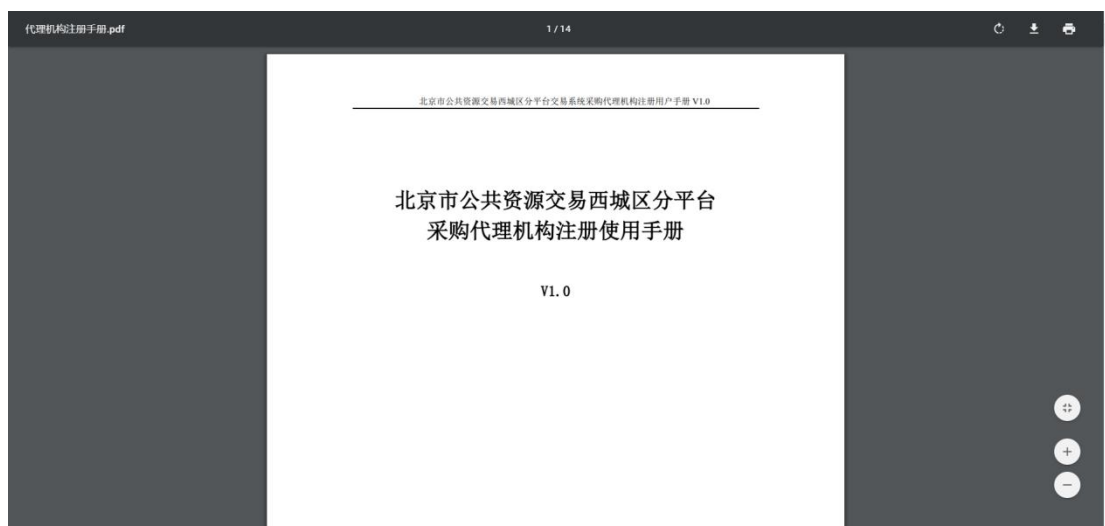 代理机构注册手册.pdf
1 / 14
北京市公共资源交易西城区分平台交易系统采购代理机构注册用户手册 V1.0
北京市公共资源交易西城区分平台
采购代理机构注册使用手册
V1.0